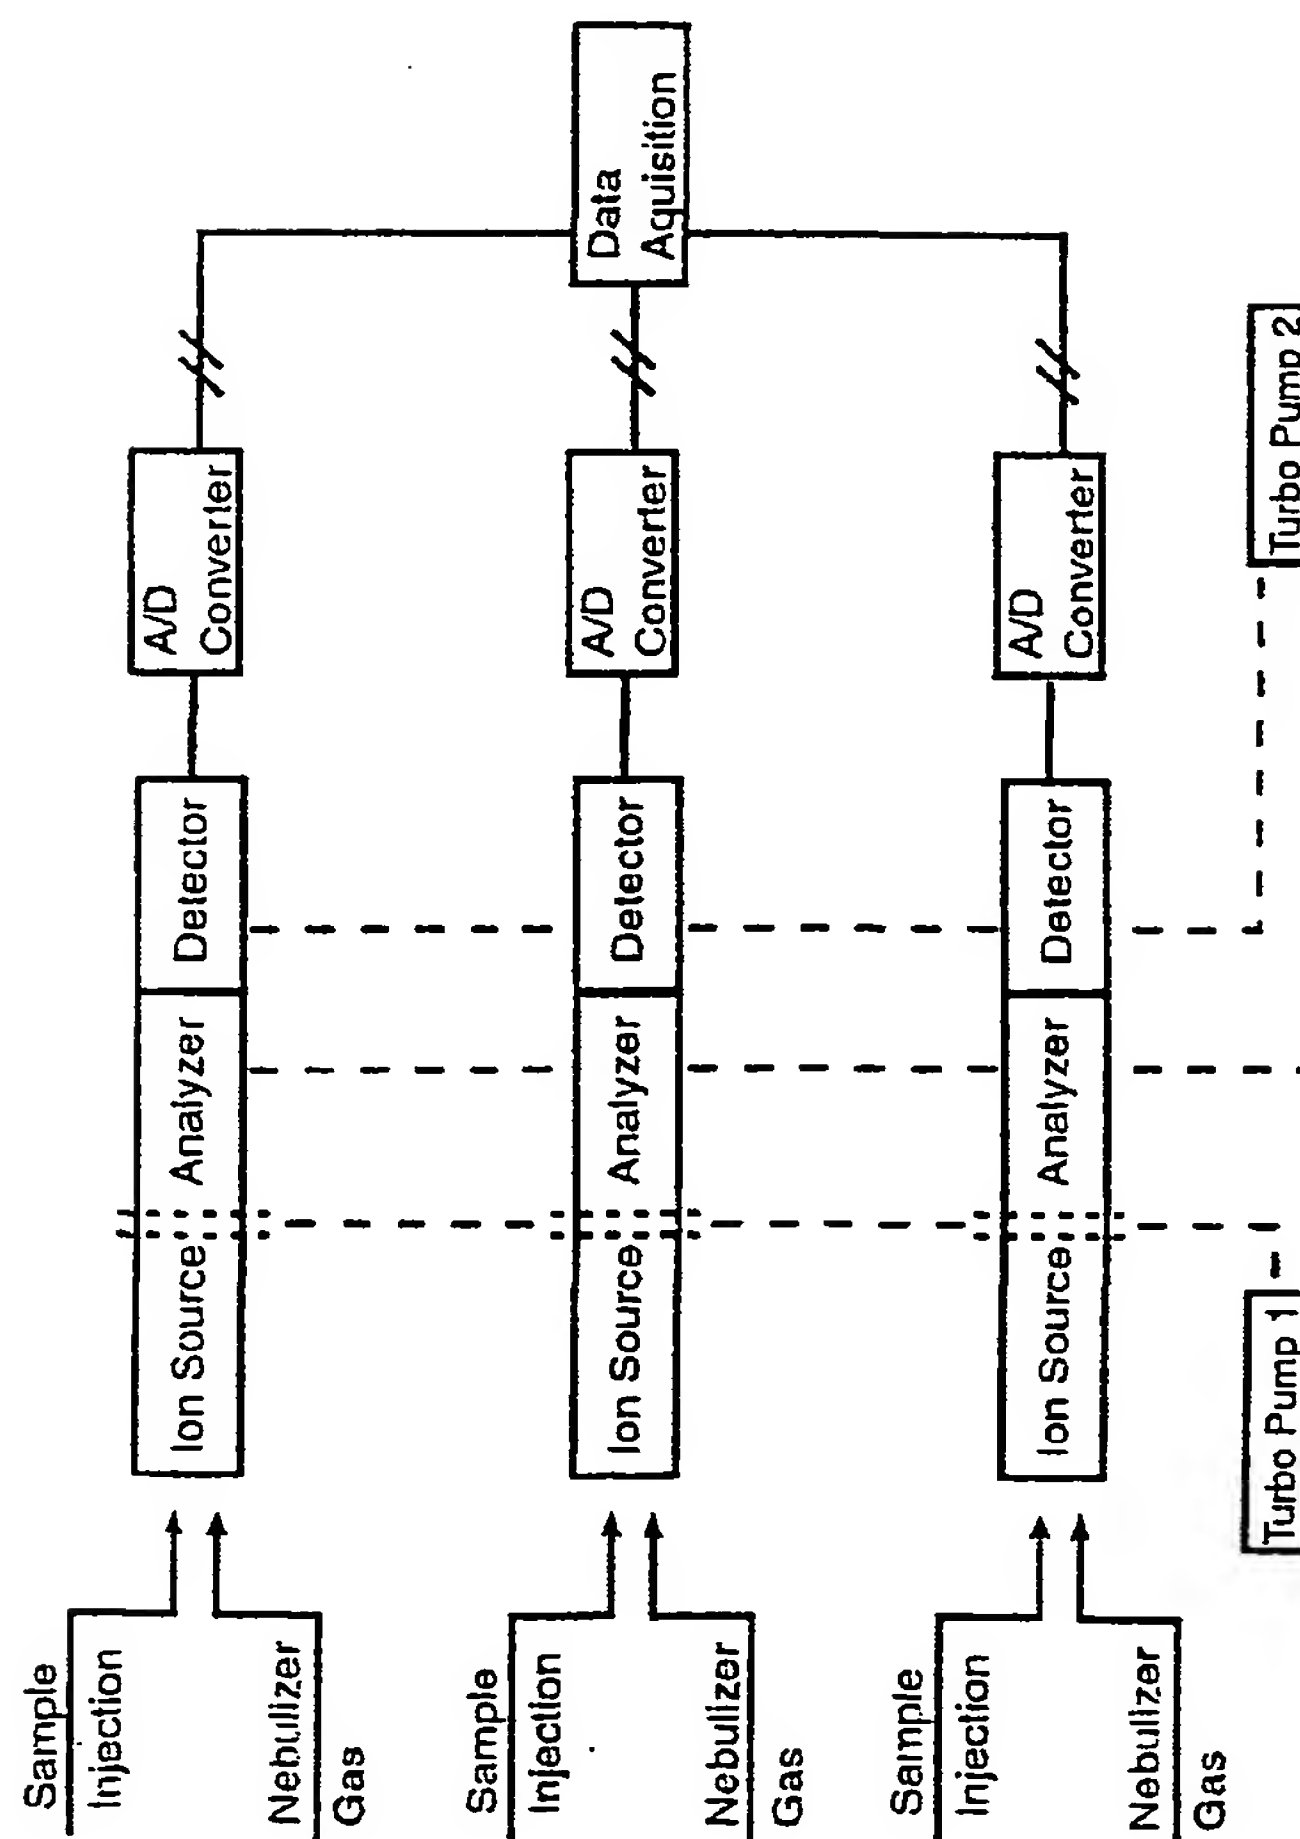 Sample
Injection
Nebulizer
Gas
Ion Source
Analyzer
Detector
A/D
Converter
Sample
Injection
Nebulizer
Gas
Ion Source
Analyzer
Detector
A/D
Converter
Data
Aquisition
Sample
Injection
Nebulizer
Gas
Ion Source
Analyzer
Detector
A/D
Converter
Turbo Pump 1
Turbo Pump 2